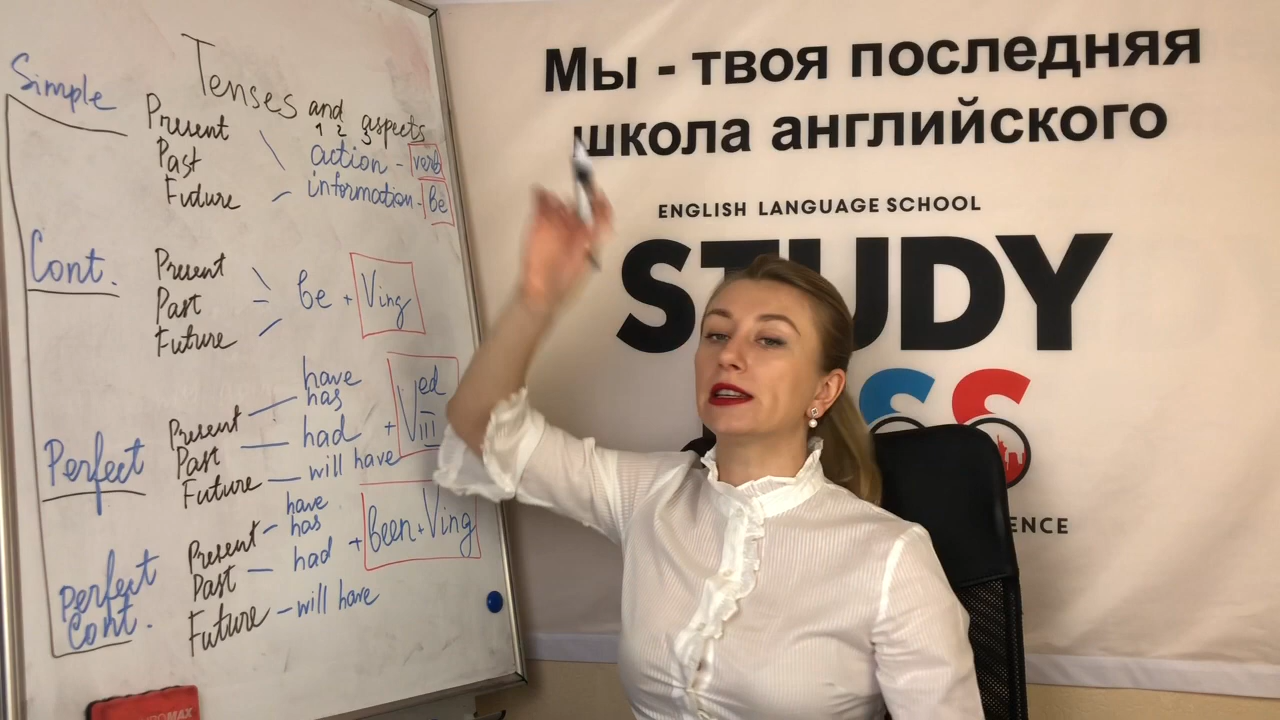 Tenses and aspects
1 2 3
Simple
Present
Past
Future
action - verb
information - be
Cont.
Present
Past
Future
be + Ving
Perfect
Present
Past
Future
have
has
had
will have
+ Ved
III
Perfect
Cont.
Present
Past
Future
have
has
had
will have
+ been + Ving
Мы - твоя последняя
школа английского
ENGLISH LANGUAGE SCHOOL
STUDY